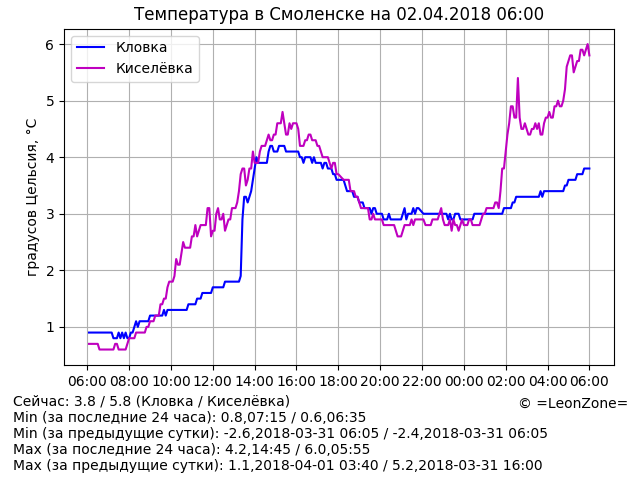 Температура в Смоленске на 02.04.2018 06:00
Кловка
Киселёвка
градусов Цельсия, °C
6
5
4
3
2
1
06:00 08:00 10:00 12:00 14:00 16:00 18:00 20:00 22:00 00:00 02:00 04:00 06:00
Сейчас: 3.8 / 5.8 (Кловка / Киселёвка)
© =LeonZone=
Min (за последние 24 часа): 0.8,07:15 / 0.6,06:35
Min (за предыдущие сутки): -2.6,2018-03-31 06:05 / -2.4,2018-03-31 06:05
Max (за последние 24 часа): 4.2,14:45 / 6.0,05:55
Max (за предыдущие сутки): 1.1,2018-04-01 03:40 / 5.2,2018-03-31 16:00